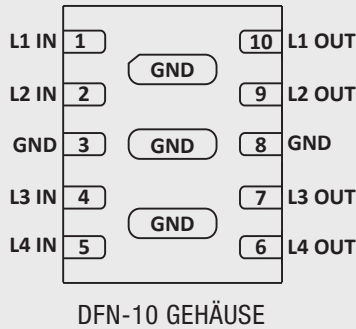 L1 IN 1 10 L1 OUT
GND
L2 IN 2 9 L2 OUT
GND 3 GND 8 GND
L3 IN 4 7 L3 OUT
GND
L4 IN 5 6 L4 OUT
DFN-10 GEHÄUSE